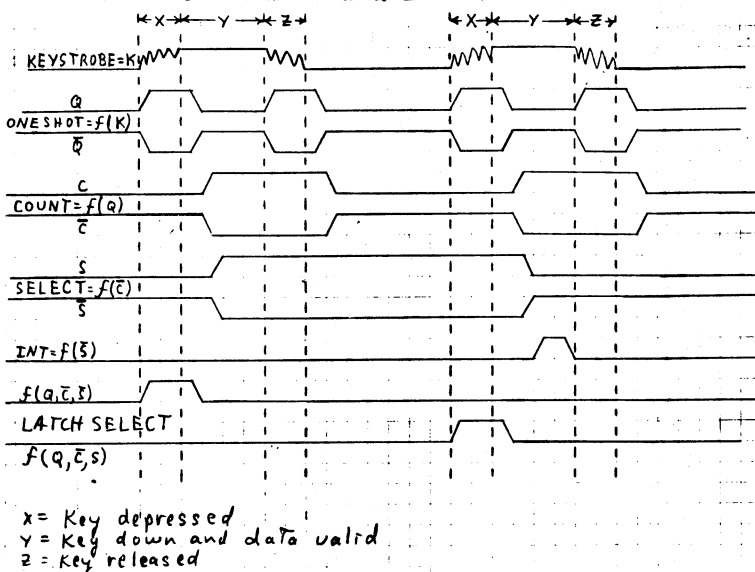 X Y Z X Y Z
KEYSTROBE=K
Q
ONESHOT=f(K)
Q̅
C
COUNT=f(Q)
C̅
S
SELECT=f(C̅)
S̅
INT=f(S̅)
f(Q,C̅,S̅)
LATCH SELECT
f(Q,C̅,S)
X = Key depressed
Y = Key down and data valid
Z = Key released